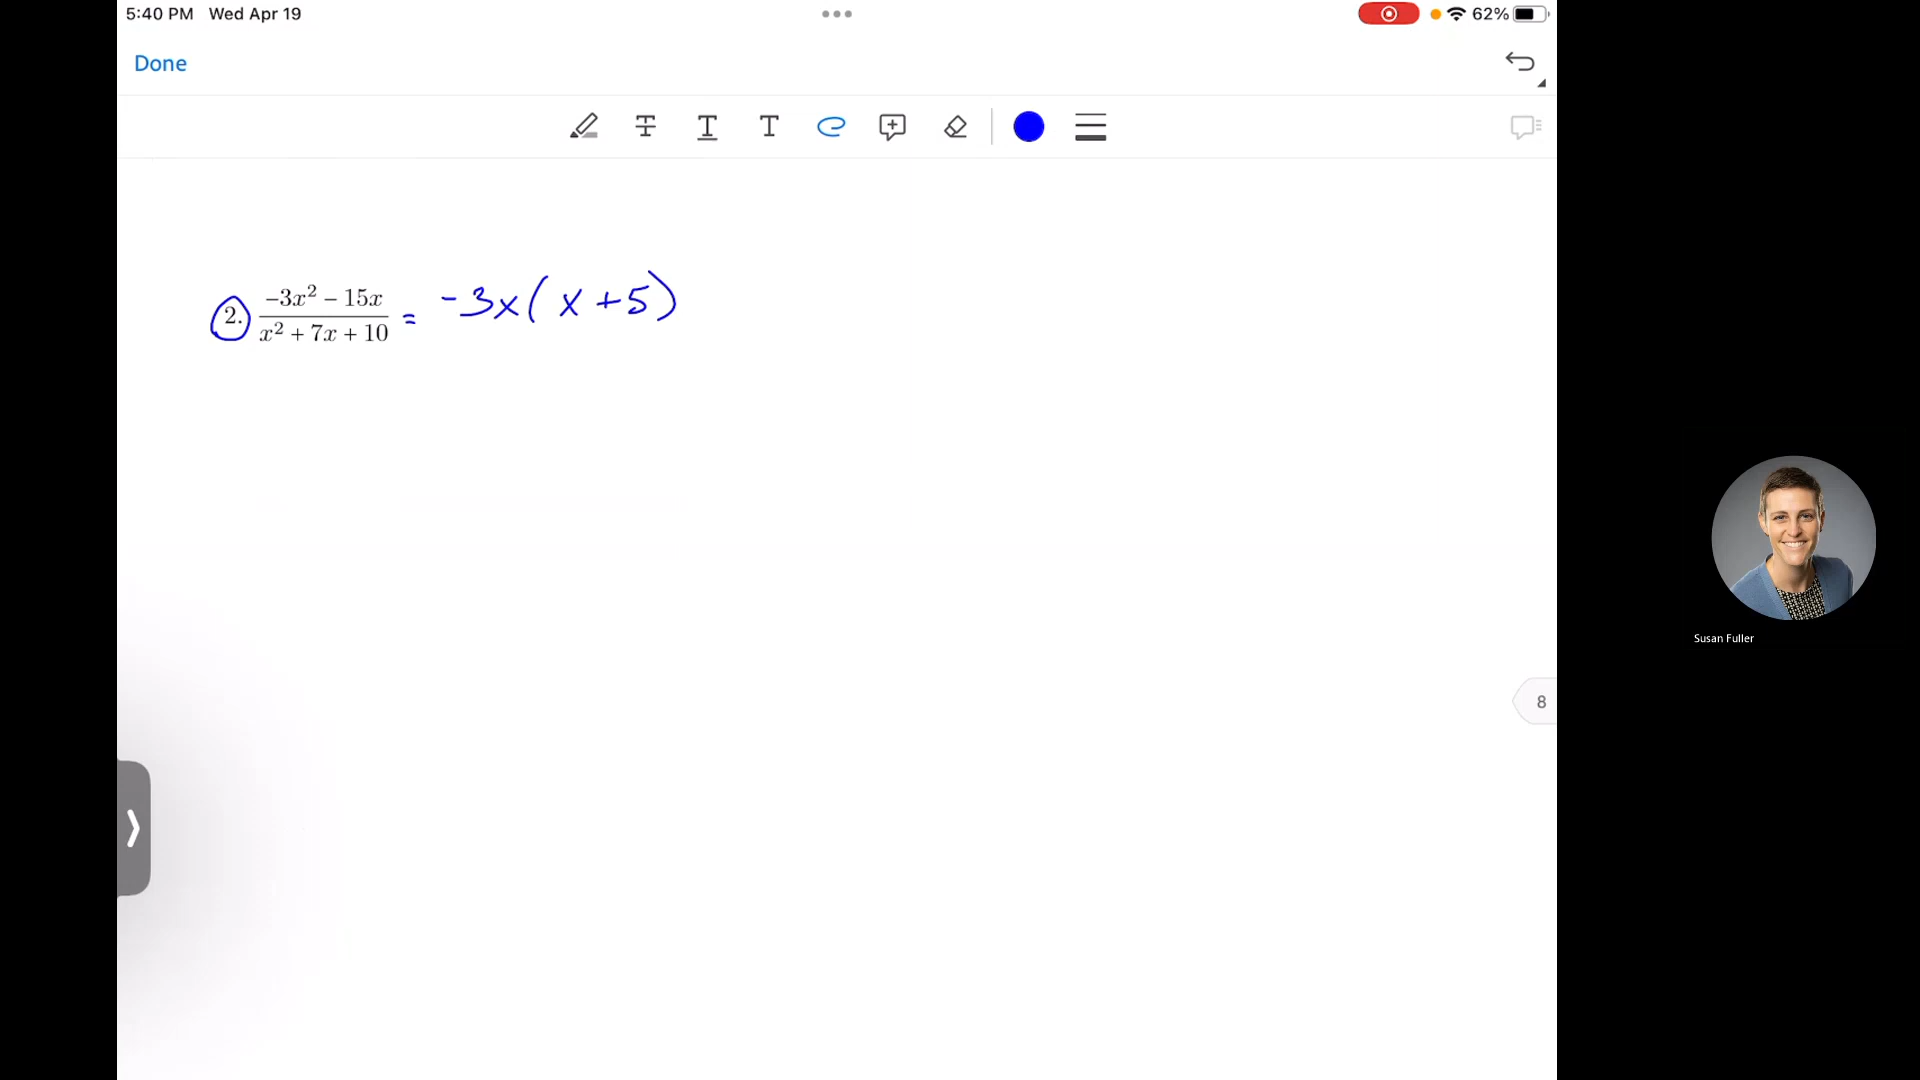 5:40 PM Wed Apr 19
62%
Done
T T T
2. −3x² − 15x / x² + 7x + 10 = -3x( x +5)
Susan Fuller
8